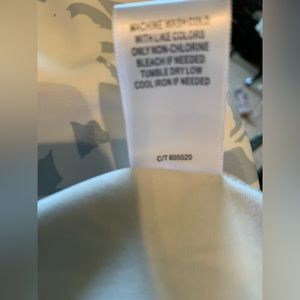 MACHINE WASH COLD
WITH LIKE COLORS
ONLY NON-CHLORINE
BLEACH IF NEEDED
TUMBLE DRY LOW
COOL IRON IF NEEDED
C/T 605020